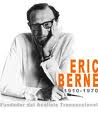 ERIC
BERNE
1910-1970
Fundador del Análisis Transaccional